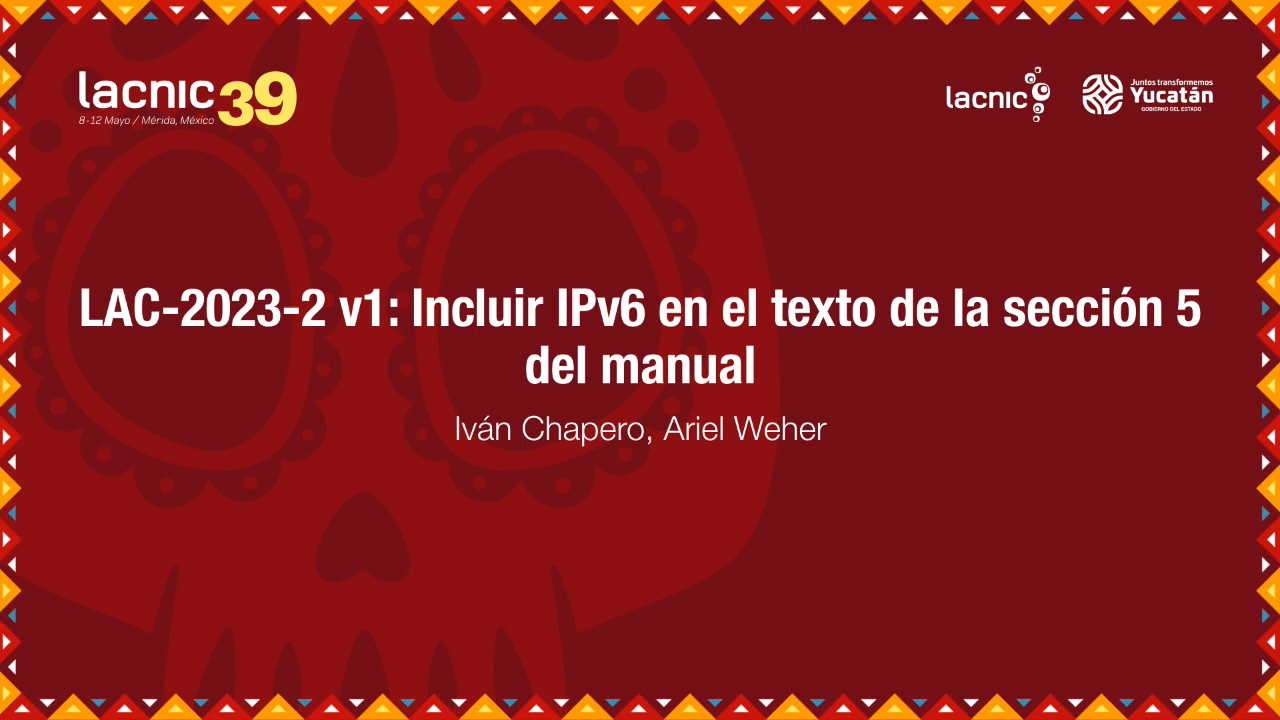 lacnic39
8-12 Mayo / Mérida, México
lacnic
Juntos transformemos
Yucatán
GOBIERNO DEL ESTADO
LAC-2023-2 v1: Incluir IPv6 en el texto de la sección 5
del manual
Iván Chapero, Ariel Weher